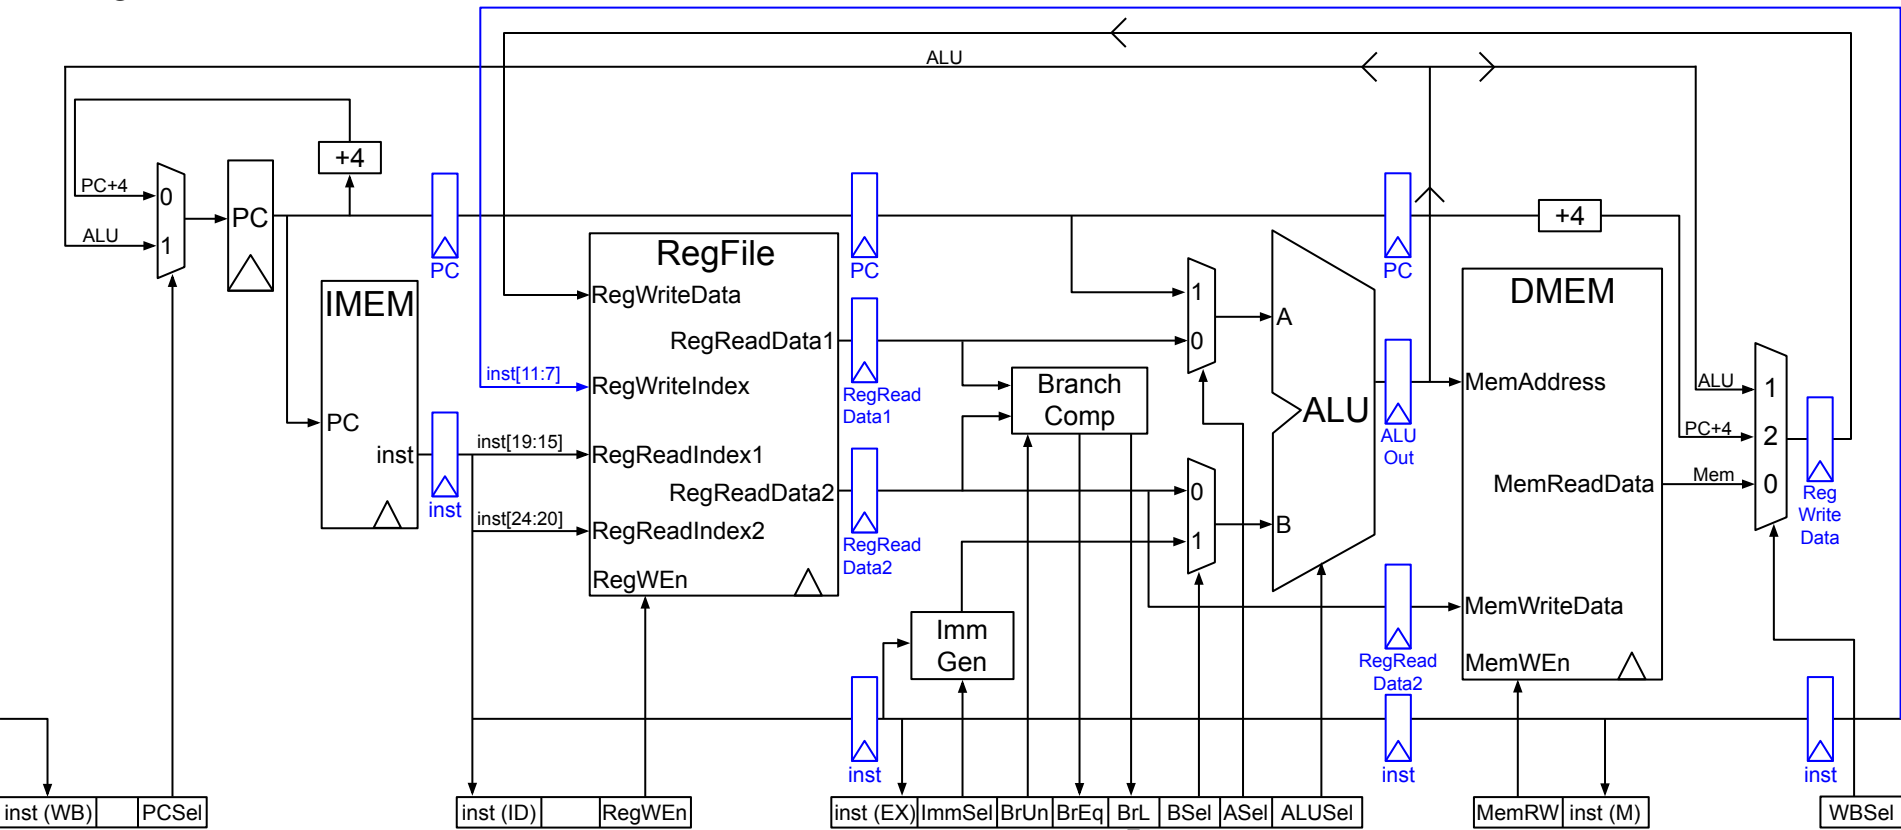 ALU
+4
PC+4
0
ALU
1
PC
IMEM
PC
inst
PC
inst
RegFile
RegWriteData
RegReadData1
inst[11:7]
RegWriteIndex
inst[19:15]
RegReadIndex1
RegReadData2
inst[24:20]
RegReadIndex2
RegWEn
PC
RegRead
Data1
RegRead
Data2
Branch
Comp
Imm
Gen
inst
1
0
0
1
A
ALU
B
PC
ALU
Out
RegRead
Data2
inst
+4
DMEM
MemAddress
MemReadData
MemWriteData
MemWEn
ALU
PC+4
Mem
1
2
0
Reg
Write
Data
inst
inst (WB)
PCSel
inst (ID)
RegWEn
inst (EX)
ImmSel
BrUn
BrEq
BrL
BSel
ASel
ALUSel
MemRW
inst (M)
WBSel